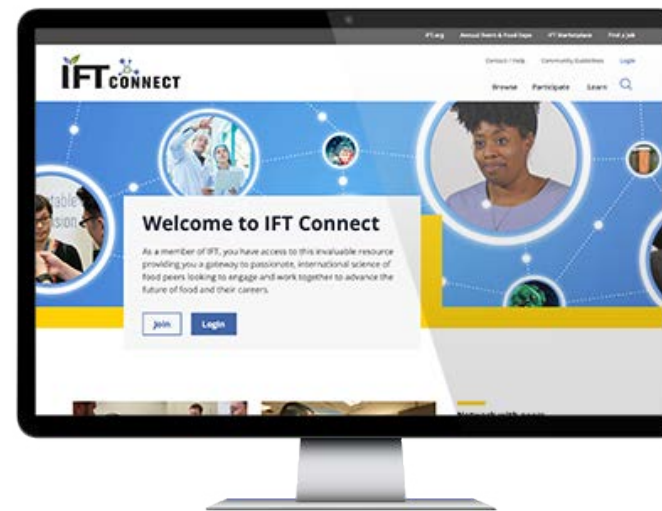 IFT.org Annual Event & Food Expo IFT Marketplace Find a Job
IFT CONNECT
Contact / Help Community Guidelines Login
Browse Participate Learn
Welcome to IFT Connect
As a member of IFT, you have access to this invaluable resource
providing you a gateway to passionate, international science of
food peers looking to engage and work together to advance the
future of food and their careers.
Join Login